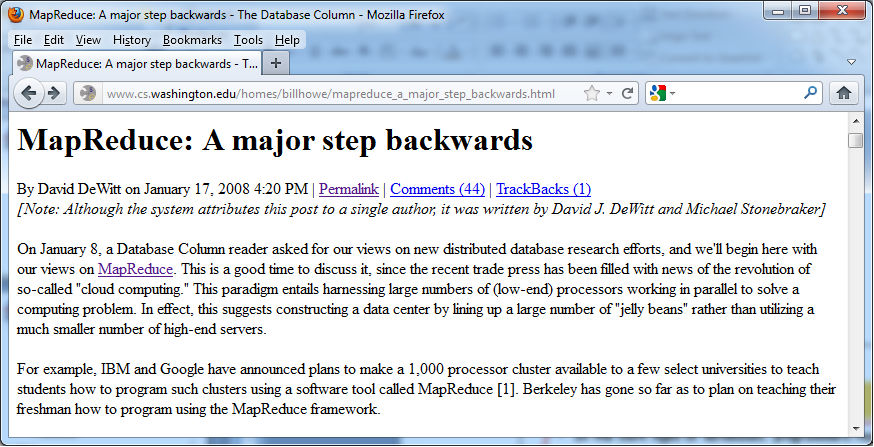 MapReduce: A major step backwards - The Database Column - Mozilla Firefox
File Edit View History Bookmarks Tools Help
MapReduce: A major step backwards - T...
www.cs.washington.edu/homes/billhowe/mapreduce_a_major_step_backwards.html
MapReduce: A major step backwards
By David DeWitt on January 17, 2008 4:20 PM | Permalink | Comments (44) | TrackBacks (1)
[Note: Although the system attributes this post to a single author, it was written by David J. DeWitt and Michael Stonebraker]
On January 8, a Database Column reader asked for our views on new distributed database research efforts, and we'll begin here with
our views on MapReduce. This is a good time to discuss it, since the recent trade press has been filled with news of the revolution of
so-called "cloud computing." This paradigm entails harnessing large numbers of (low-end) processors working in parallel to solve a
computing problem. In effect, this suggests constructing a data center by lining up a large number of "jelly beans" rather than utilizing a
much smaller number of high-end servers.
For example, IBM and Google have announced plans to make a 1,000 processor cluster available to a few select universities to teach
students how to program such clusters using a software tool called MapReduce [1]. Berkeley has gone so far as to plan on teaching their
freshman how to program using the MapReduce framework.